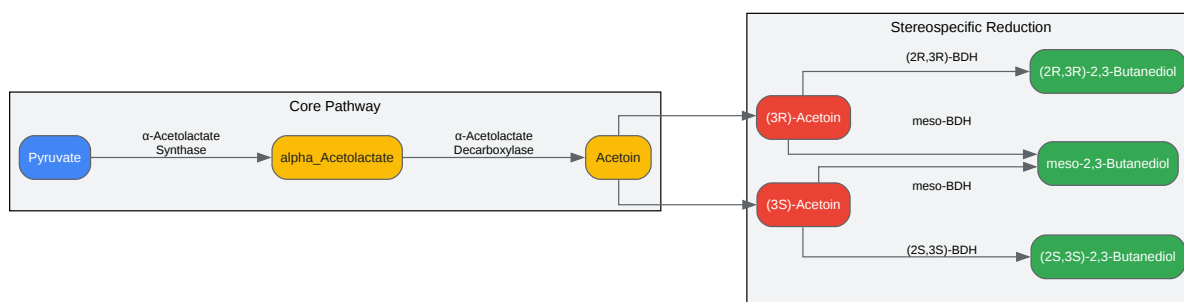 Stereospecific Reduction
(2R,3R)-BDH
(2R,3R)-2,3-Butanediol
Core Pathway
(3R)-Acetoin
meso-BDH
α-Acetolactate
Synthase
α-Acetolactate
Decarboxylase
Pyruvate
alpha_Acetolactate
Acetoin
meso-2,3-Butanediol
meso-BDH
(3S)-Acetoin
(2S,3S)-BDH
(2S,3S)-2,3-Butanediol